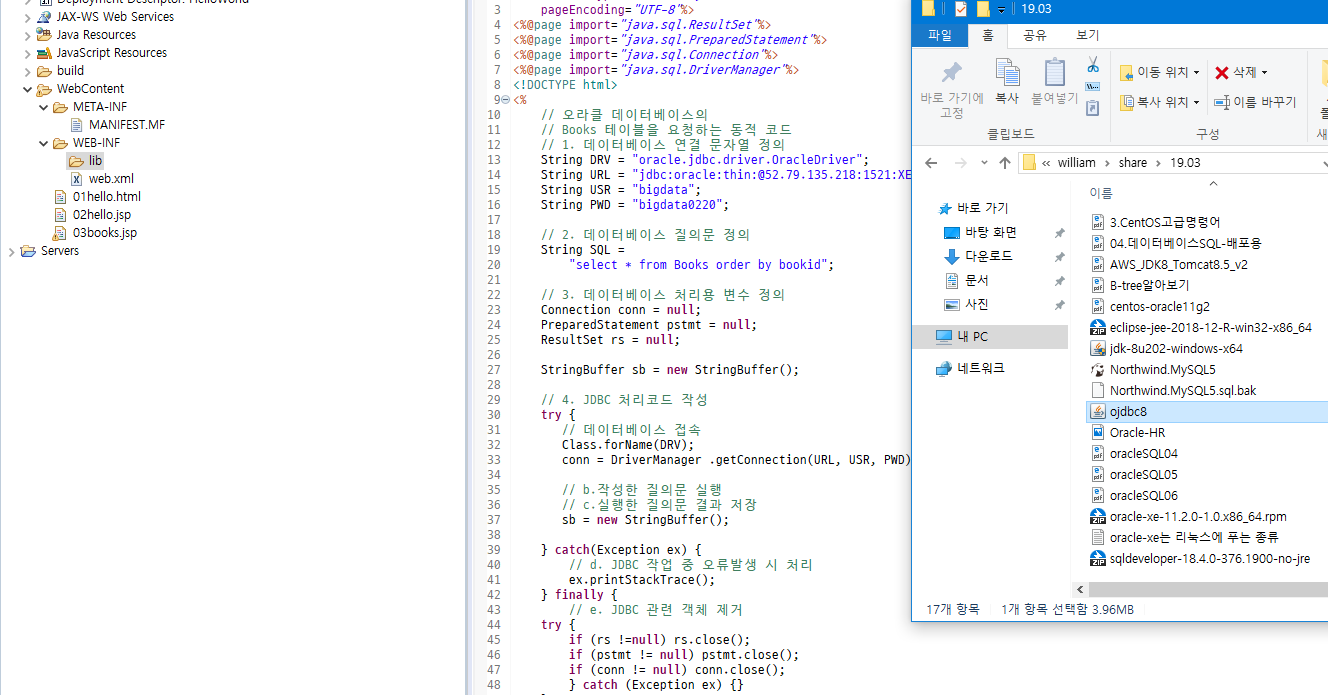 Deployment Descriptor: HelloWorld
JAX-WS Web Services
Java Resources
JavaScript Resources
build
WebContent
META-INF
MANIFEST.MF
WEB-INF
lib
web.xml
01hello.html
02hello.jsp
03books.jsp
Servers
3 pageEncoding="UTF-8"%>
4 <%@page import="java.sql.ResultSet"%>
5 <%@page import="java.sql.PreparedStatement"%>
6 <%@page import="java.sql.Connection"%>
7 <%@page import="java.sql.DriverManager"%>
8 <!DOCTYPE html>
9 <%
10 // 오라클 데이터베이스의
11 // Books 테이블을 요청하는 동적 코드
12 // 1. 데이터베이스 연결 문자열 정의
13 String DRV = "oracle.jdbc.driver.OracleDriver";
14 String URL = "jdbc:oracle:thin:@52.79.135.218:1521:XE
15 String USR = "bigdata";
16 String PWD = "bigdata0220";
17
18 // 2. 데이터베이스 질의문 정의
19 String SQL =
20 "select * from Books order by bookid";
21
22 // 3. 데이터베이스 처리용 변수 정의
23 Connection conn = null;
24 PreparedStatement pstmt = null;
25 ResultSet rs = null;
26
27 StringBuffer sb = new StringBuffer();
28
29 // 4. JDBC 처리코드 작성
30 try {
31 // 데이터베이스 접속
32 Class.forName(DRV);
33 conn = DriverManager .getConnection(URL, USR, PWD)
34
35 // b.작성한 질의문 실행
36 // c.실행한 질의문 결과 저장
37 sb = new StringBuffer();
38
39 } catch(Exception ex) {
40 // d. JDBC 작업 중 오류발생 시 처리
41 ex.printStackTrace();
42 } finally {
43 // e. JDBC 관련 객체 제거
44 try {
45 if (rs !=null) rs.close();
46 if (pstmt != null) pstmt.close();
47 if (conn != null) conn.close();
48 } catch (Exception ex) {}
19.03
파일 홈 공유 보기
바로 가기에 고정
복사
붙여넣기
클립보드
이동 위치
복사 위치
삭제
이름 바꾸기
구성
새
« william > share > 19.03
바로 가기
바탕 화면
다운로드
문서
사진
내 PC
네트워크
이름
3.CentOS고급명령어
04.데이터베이스SQL-배포용
AWS_JDK8_Tomcat8.5_v2
B-tree알아보기
centos-oracle11g2
eclipse-jee-2018-12-R-win32-x86_64
jdk-8u202-windows-x64
Northwind.MySQL5
Northwind.MySQL5.sql.bak
ojdbc8
Oracle-HR
oracleSQL04
oracleSQL05
oracleSQL06
oracle-xe-11.2.0-1.0.x86_64.rpm
oracle-xe는 리눅스에 푸는 종류
sqldeveloper-18.4.0-376.1900-no-jre
17개 항목 1개 항목 선택함 3.96MB